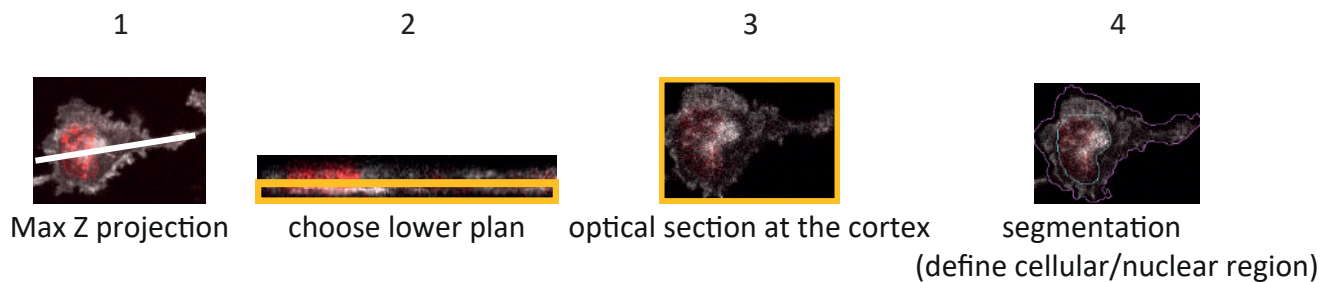 1
2
3
4
Max Z projection
choose lower plan
optical section at the cortex
segmentation
(define cellular/nuclear region)